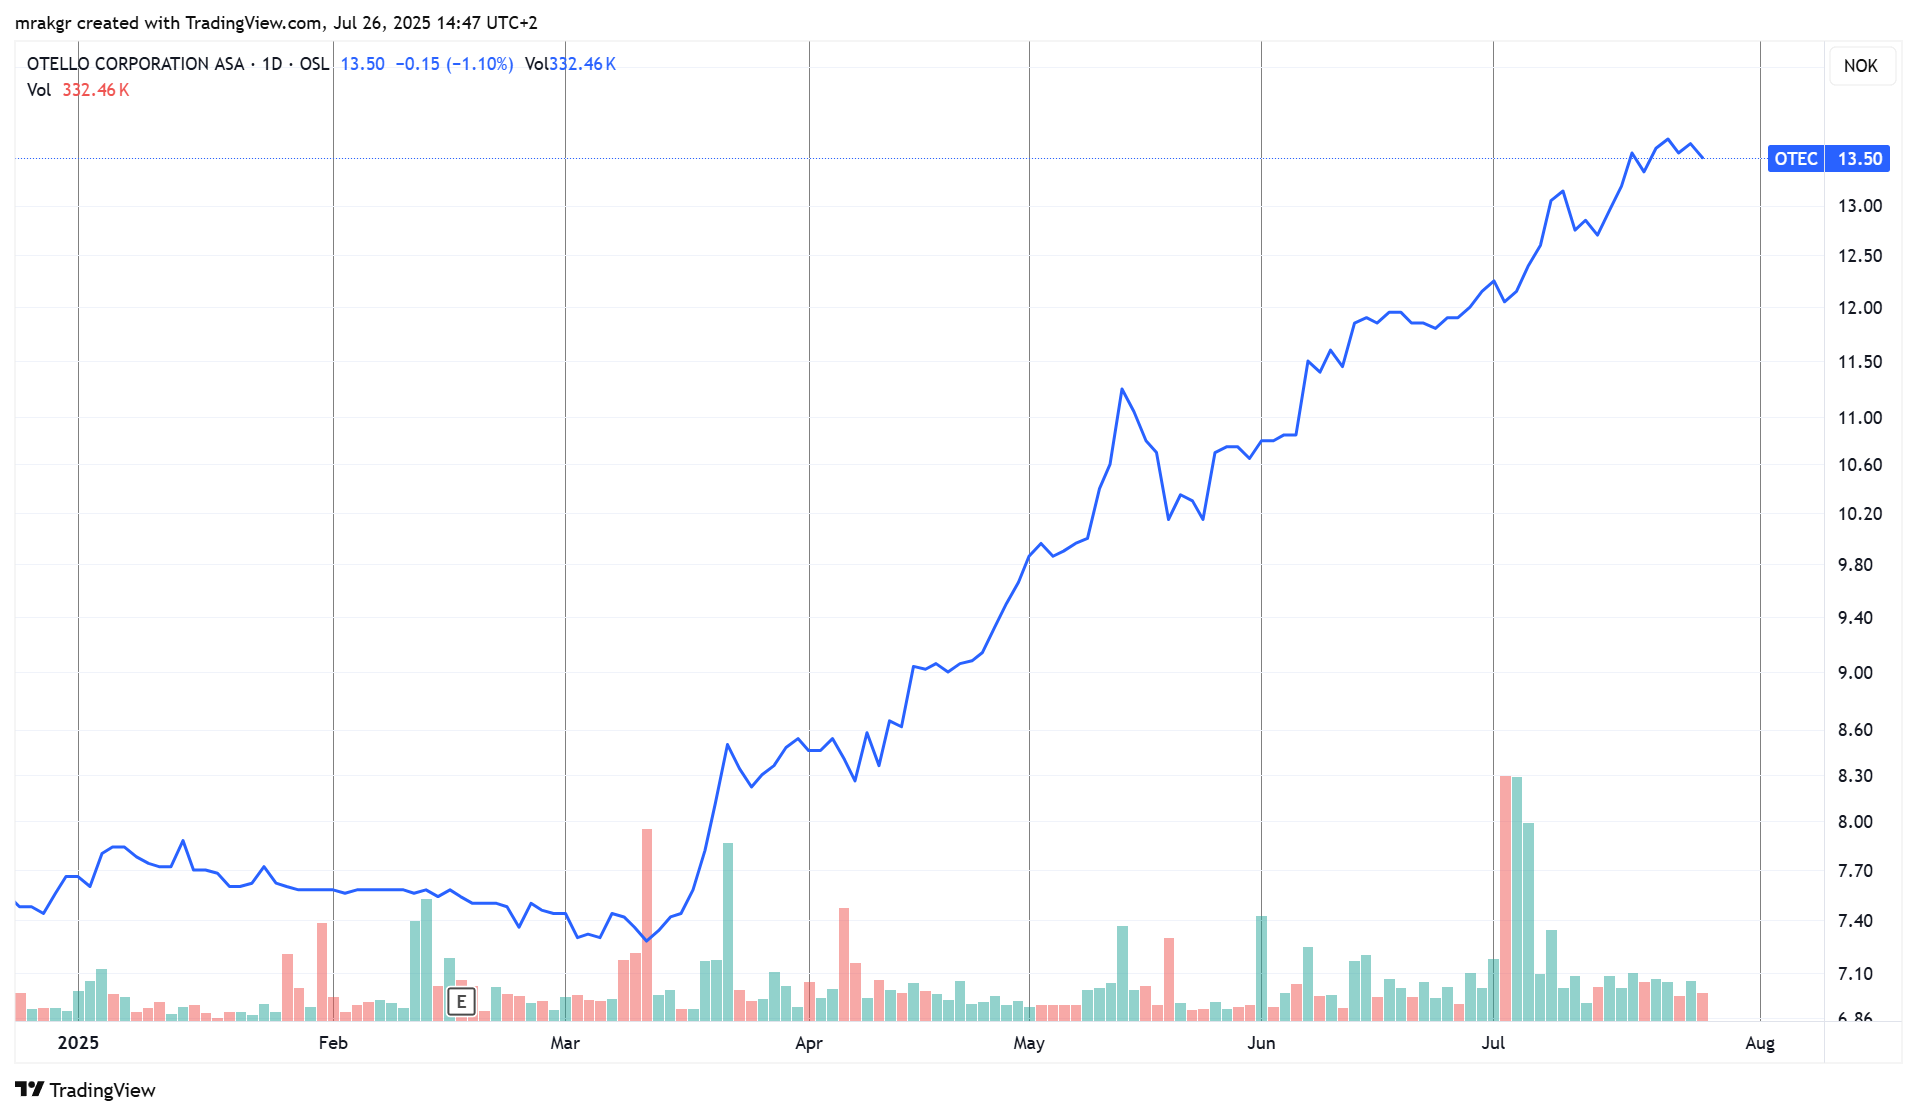 mrakgr created with TradingView.com, Jul 26, 2025 14:47 UTC+2
OTELLO CORPORATION ASA · 1D · OSL 13.50 −0.15 (−1.10%) Vol332.46 K
Vol 332.46 K
NOK
OTEC 13.50
13.00
12.50
12.00
11.50
11.00
10.60
10.20
9.80
9.40
9.00
8.60
8.30
8.00
7.70
7.40
7.10
6.86
E
2025 Feb Mar Apr May Jun Jul Aug
TradingView